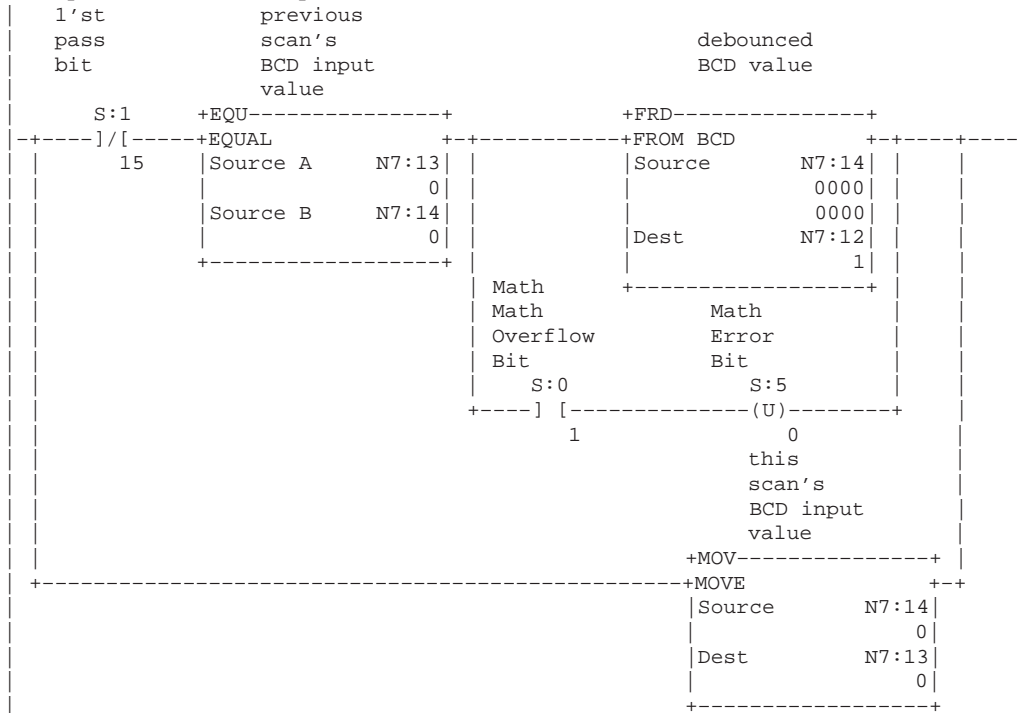 1'st previous
pass scan's debounced
bit BCD input BCD value
value
S:1 +EQU---------------+ +FRD---------------+
-+----]/[-----+EQUAL +-+-----------+FROM BCD +-+----+----
15 |Source A N7:13| |Source N7:14|
0| 0000|
|Source B N7:14| 0000|
0| |Dest N7:12|
+------------------+ 1|
Math +------------------+
Math Math
Overflow Error
Bit Bit
S:0 S:5
+----] [--------------(U)--------+
1 0
this
scan's
BCD input
value
+MOV---------------+
+--------------------------------------------------+MOVE +-+
|Source N7:14|
0|
|Dest N7:13|
0|
+------------------+